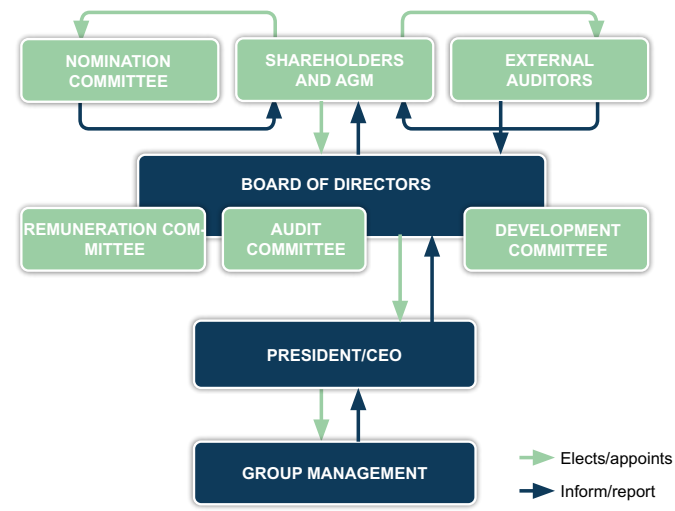 NOMINATION
COMMITTEE
SHAREHOLDERS
AND AGM
EXTERNAL
AUDITORS
BOARD OF DIRECTORS
REMUNERATION COM-
MITTEE
AUDIT
COMMITTEE
DEVELOPMENT
COMMITTEE
PRESIDENT/CEO
GROUP MANAGEMENT
Elects/appoints
Inform/report